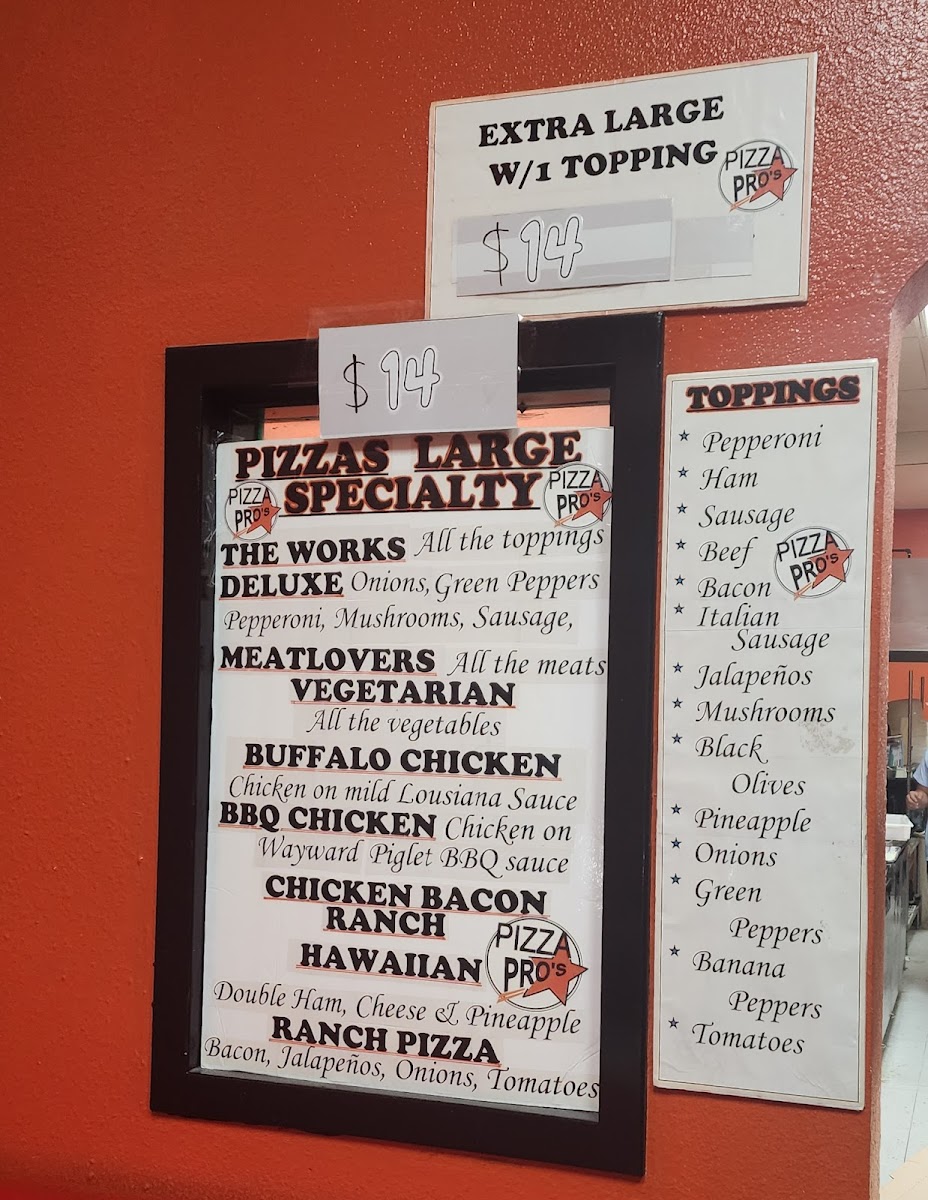 EXTRA LARGE
W/1 TOPPING
PIZZA
PRO's
$14
$14
PIZZAS LARGE
SPECIALTY
PIZZA
PRO's
PIZZA
PRO's
THE WORKS All the toppings
DELUXE Onions, Green Peppers
Pepperoni, Mushrooms, Sausage,
MEATLOVERS All the meats
VEGETARIAN
All the vegetables
BUFFALO CHICKEN
Chicken on mild Lousiana Sauce
BBQ CHICKEN Chicken on
Wayward Piglet BBQ sauce
CHICKEN BACON
RANCH
HAWAIIAN
PIZZA
PRO's
Double Ham, Cheese & Pineapple
RANCH PIZZA
Bacon, Jalapeños, Onions, Tomatoes
TOPPINGS
Pepperoni
Ham
Sausage
Beef
PIZZA
PRO's
Bacon
Italian
Sausage
Jalapeños
Mushrooms
Black
Olives
Pineapple
Onions
Green
Peppers
Banana
Peppers
Tomatoes